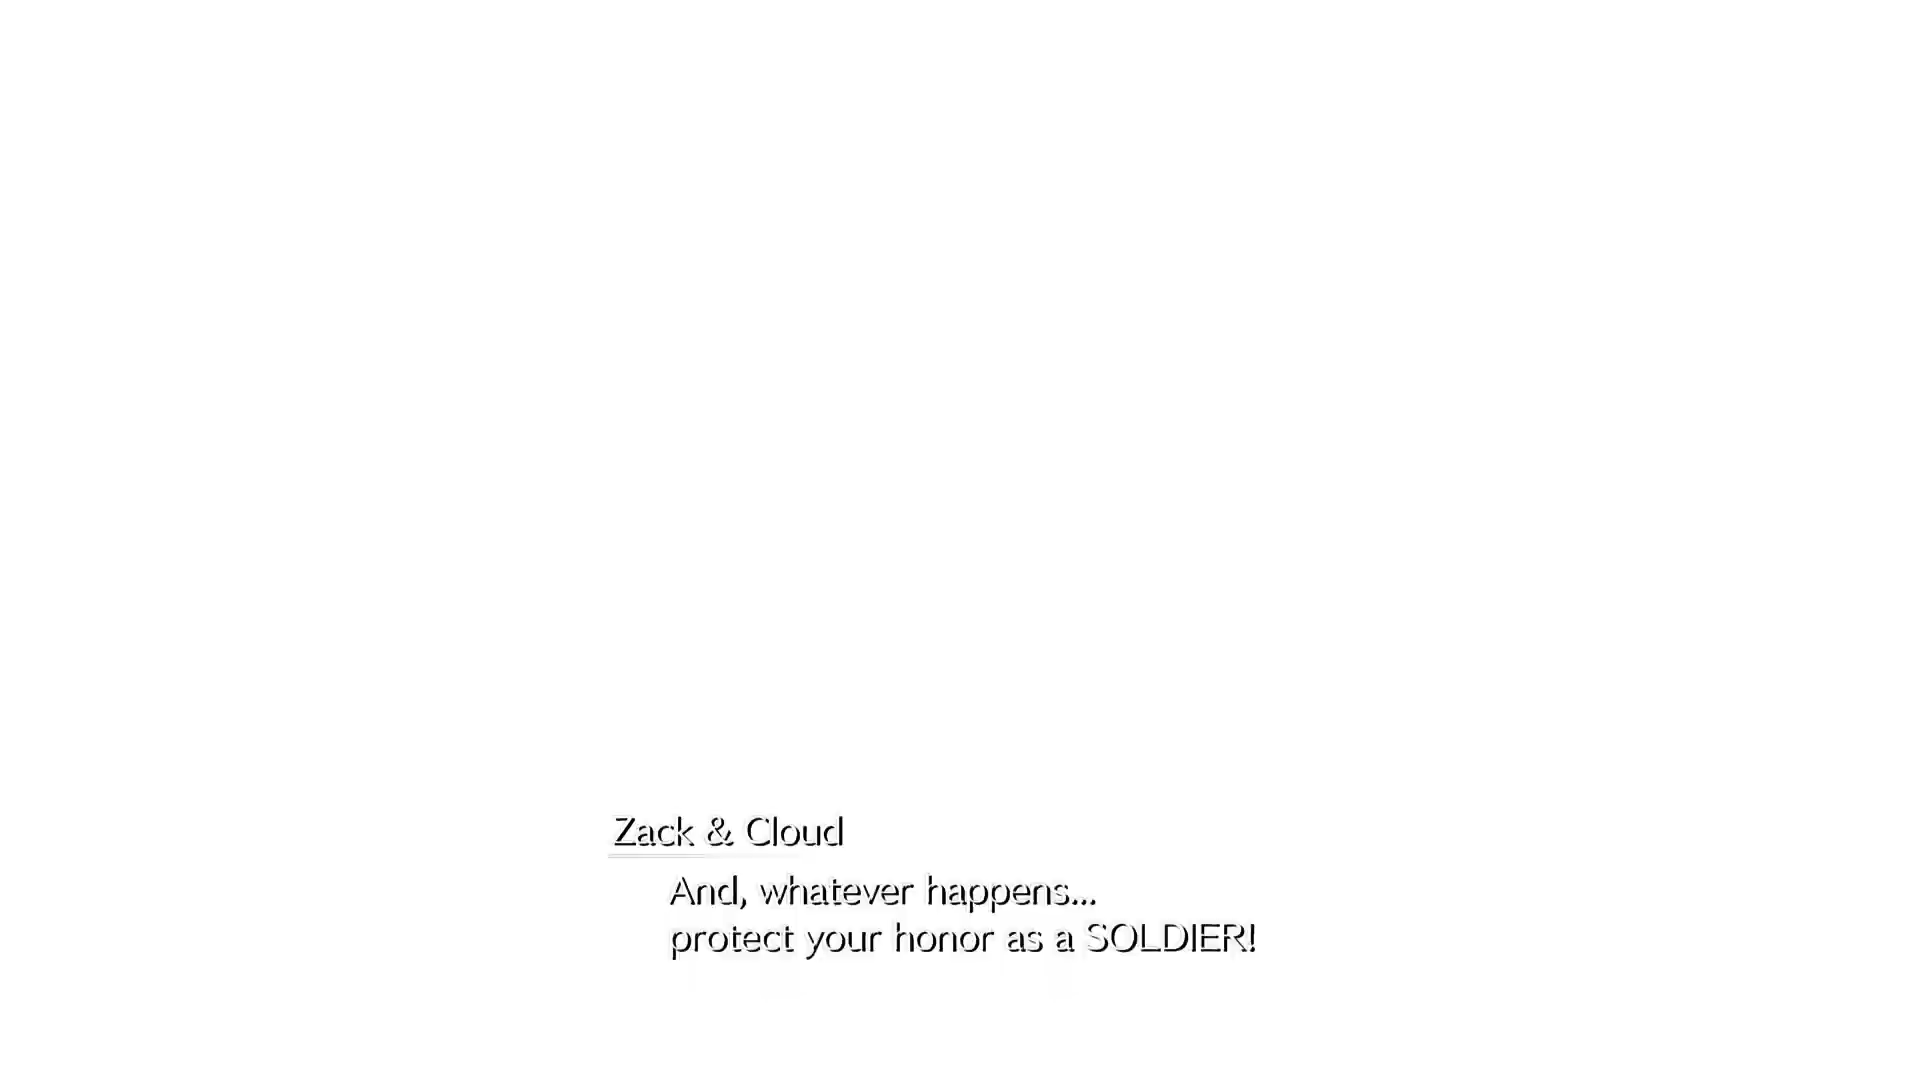 Zack & Cloud
And, whatever happens...
protect your honor as a SOLDIER!